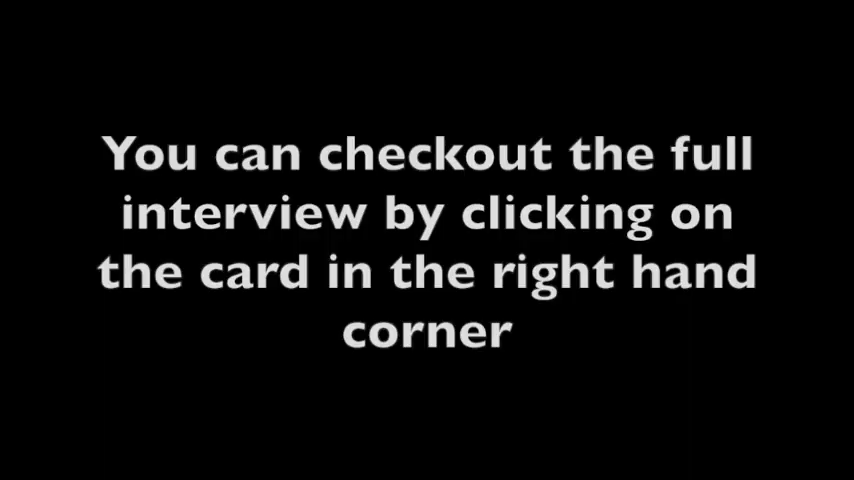 You can checkout the full
interview by clicking on
the card in the right hand
corner